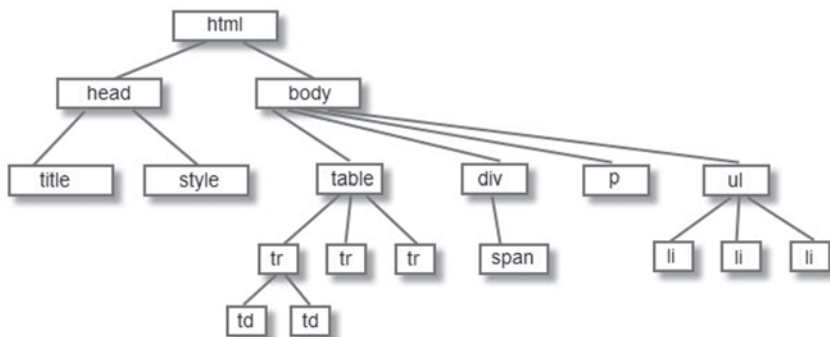 html
head
body
title
style
table
div
p
ul
tr
tr
tr
span
li
li
li
td
td